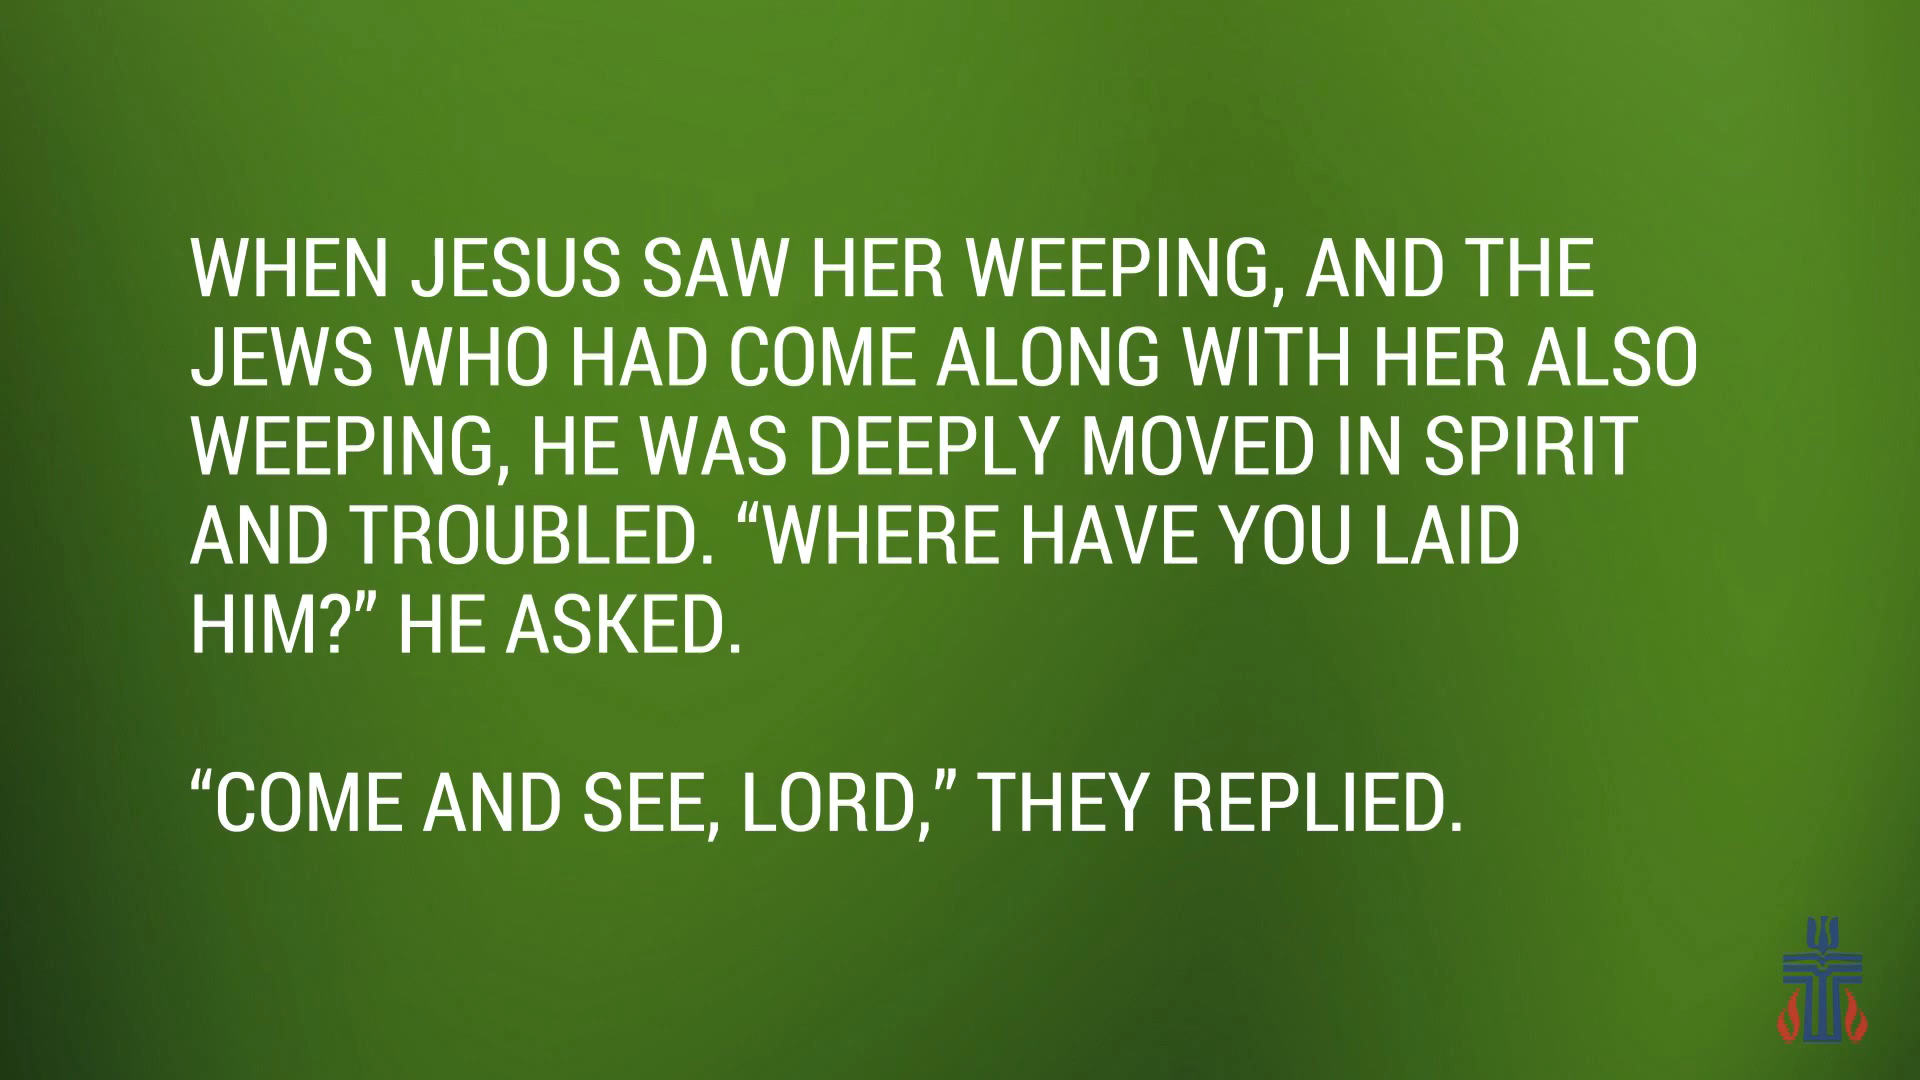 WHEN JESUS SAW HER WEEPING, AND THE
JEWS WHO HAD COME ALONG WITH HER ALSO
WEEPING, HE WAS DEEPLY MOVED IN SPIRIT
AND TROUBLED. “WHERE HAVE YOU LAID
HIM?” HE ASKED.
“COME AND SEE, LORD,” THEY REPLIED.